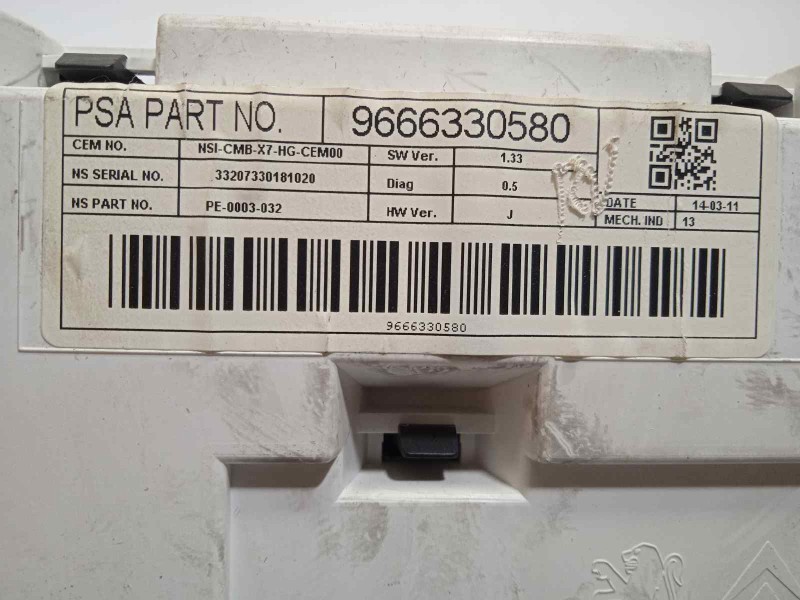 PSA PART NO. 9666330580
CEM NO. NSI-CMB-X7-HG-CEM00 SW Ver. 1.33
NS SERIAL NO. 33207330181020 Diag 0.5
NS PART NO. PE-0003-032 HW Ver. J
DATE 14-03-11
MECH. IND 13
9666330580